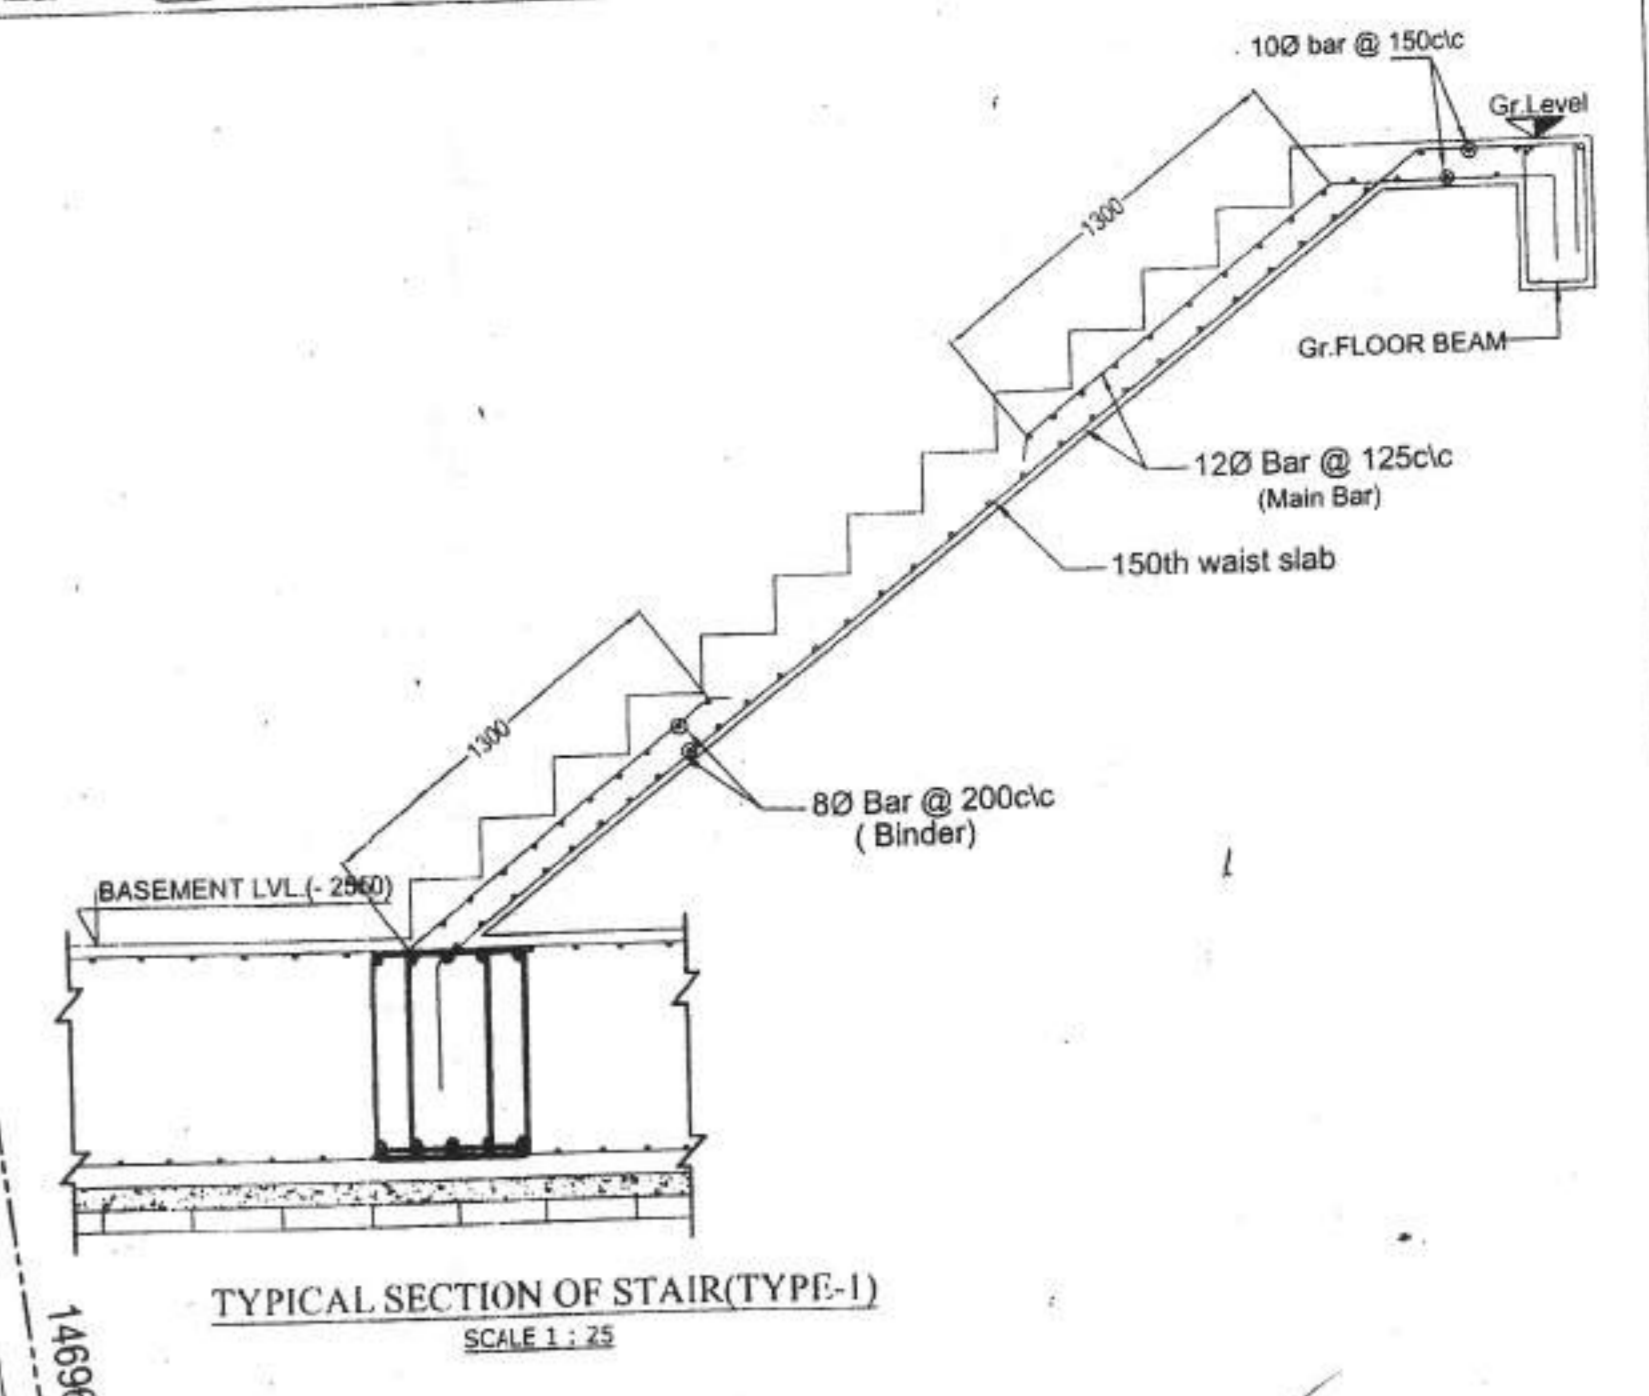 10Ø bar @ 150c\c
Gr.Level
1300
Gr.FLOOR BEAM
12Ø Bar @ 125c\c
(Main Bar)
150th waist slab
1300
8Ø Bar @ 200c\c
( Binder)
BASEMENT LVL.(- 2550)
TYPICAL SECTION OF STAIR(TYPE-1)
SCALE 1 : 25